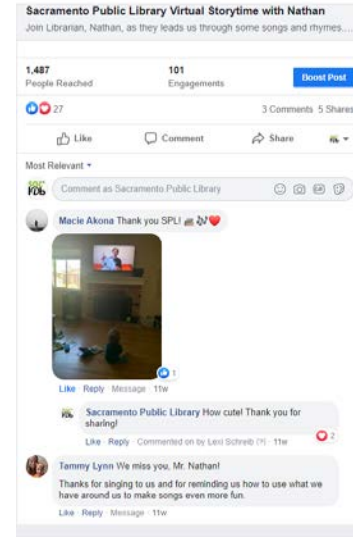 Sacramento Public Library Virtual Storytime with Nathan
Join Librarian, Nathan, as they leads us through some songs and rhymes....
1,487
People Reached
101
Engagements
Boost Post
27
3 Comments 5 Shares
Like
Comment
Share
Most Relevant
Comment as Sacramento Public Library
Macie Akona Thank you SPL!
1
Like · Reply · Message · 11w
Sacramento Public Library How cute! Thank you for
sharing!
Like · Reply · Commented on by Lexi Schreib (?) · 11w
2
Tammy Lynn We miss you, Mr. Nathan!
Thanks for singing to us and for reminding us how to use what we
have around us to make songs even more fun.
Like · Reply · Message · 11w